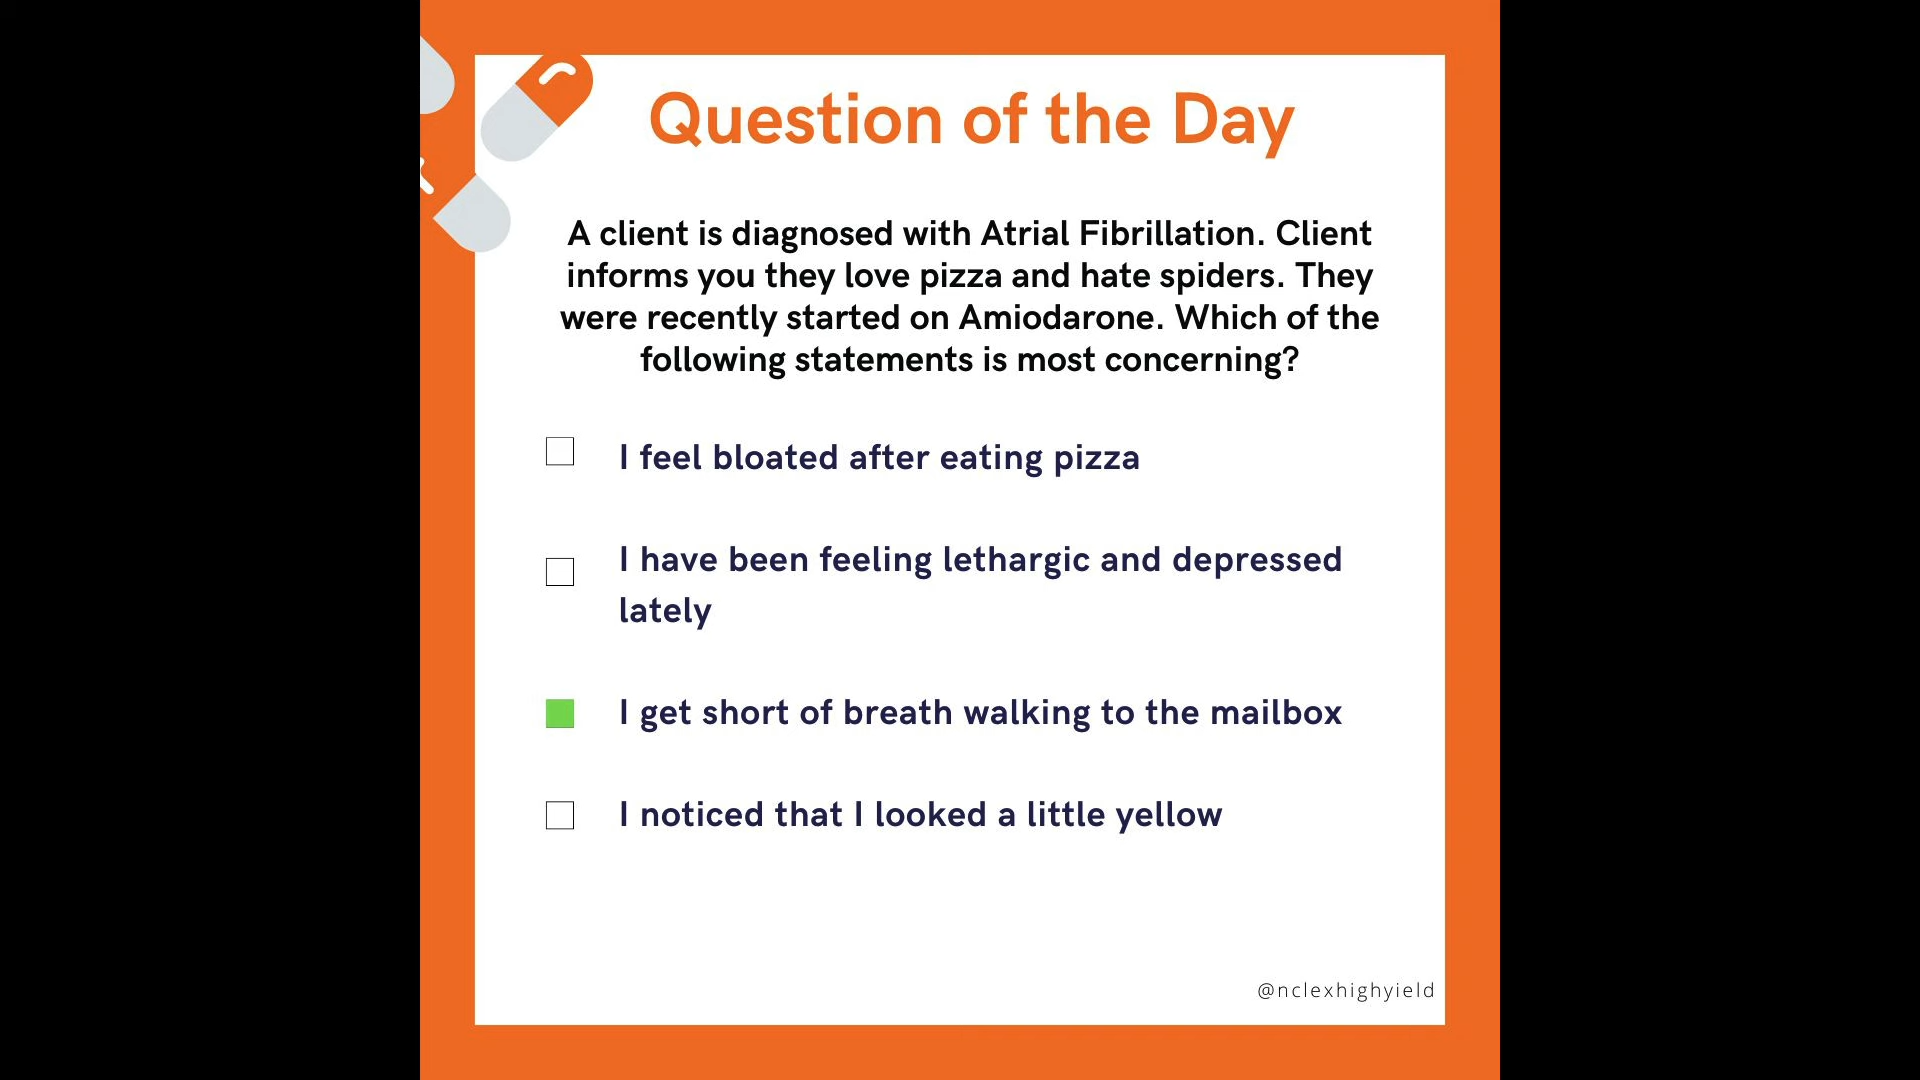 Question of the Day
A client is diagnosed with Atrial Fibrillation. Client
informs you they love pizza and hate spiders. They
were recently started on Amiodarone. Which of the
following statements is most concerning?
I feel bloated after eating pizza
I have been feeling lethargic and depressed
lately
I get short of breath walking to the mailbox
I noticed that I looked a little yellow
@nclexhighyield